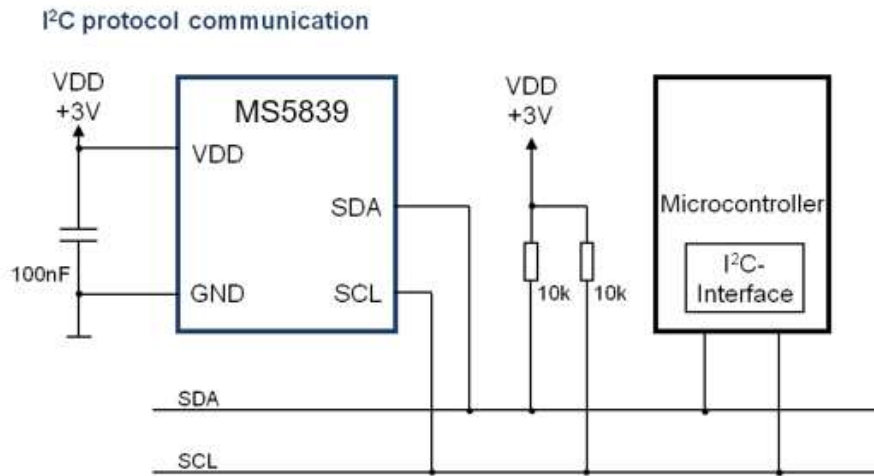 I²C protocol communication
VDD
+3V
MS5839
VDD
SDA
GND
SCL
100nF
VDD
+3V
10k
10k
Microcontroller
I²C-
Interface
SDA
SCL